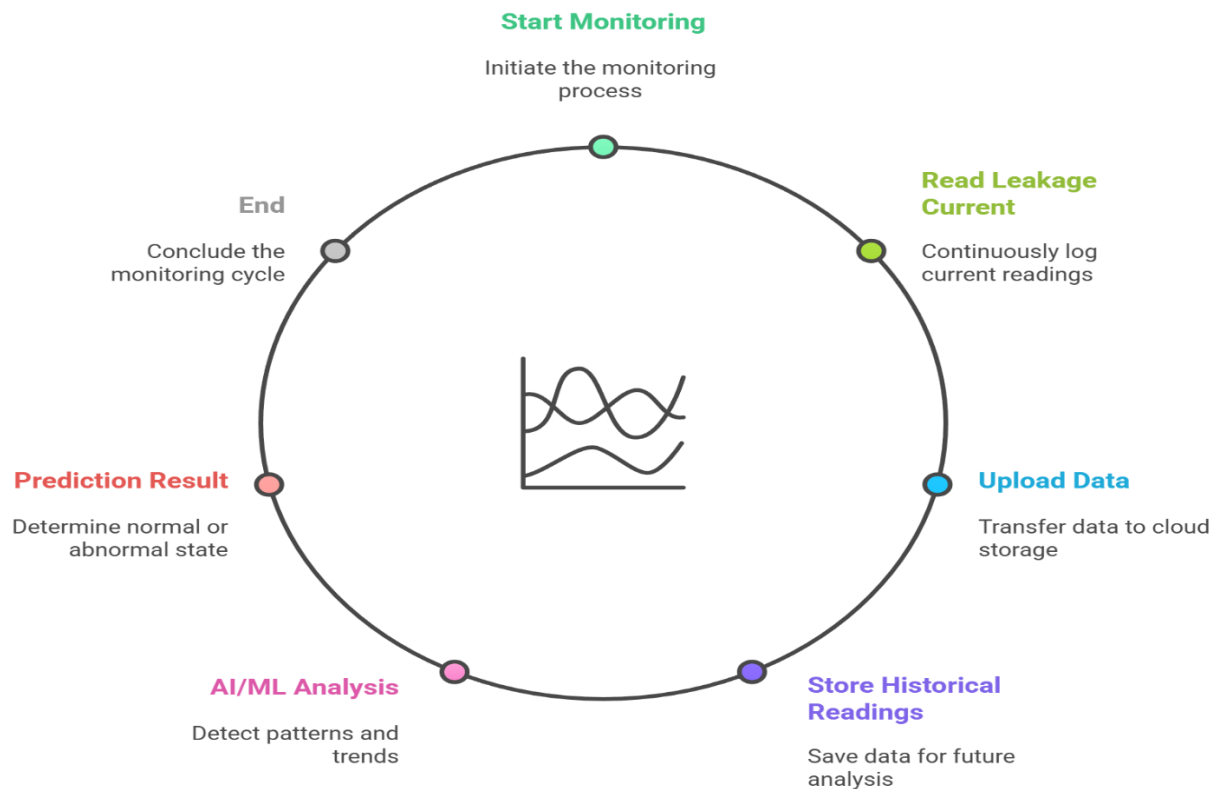 Start Monitoring
Initiate the monitoring
process
Read Leakage
Current
Continuously log
current readings
Upload Data
Transfer data to cloud
storage
Store Historical
Readings
Save data for future
analysis
AI/ML Analysis
Detect patterns and
trends
Prediction Result
Determine normal or
abnormal state
End
Conclude the
monitoring cycle